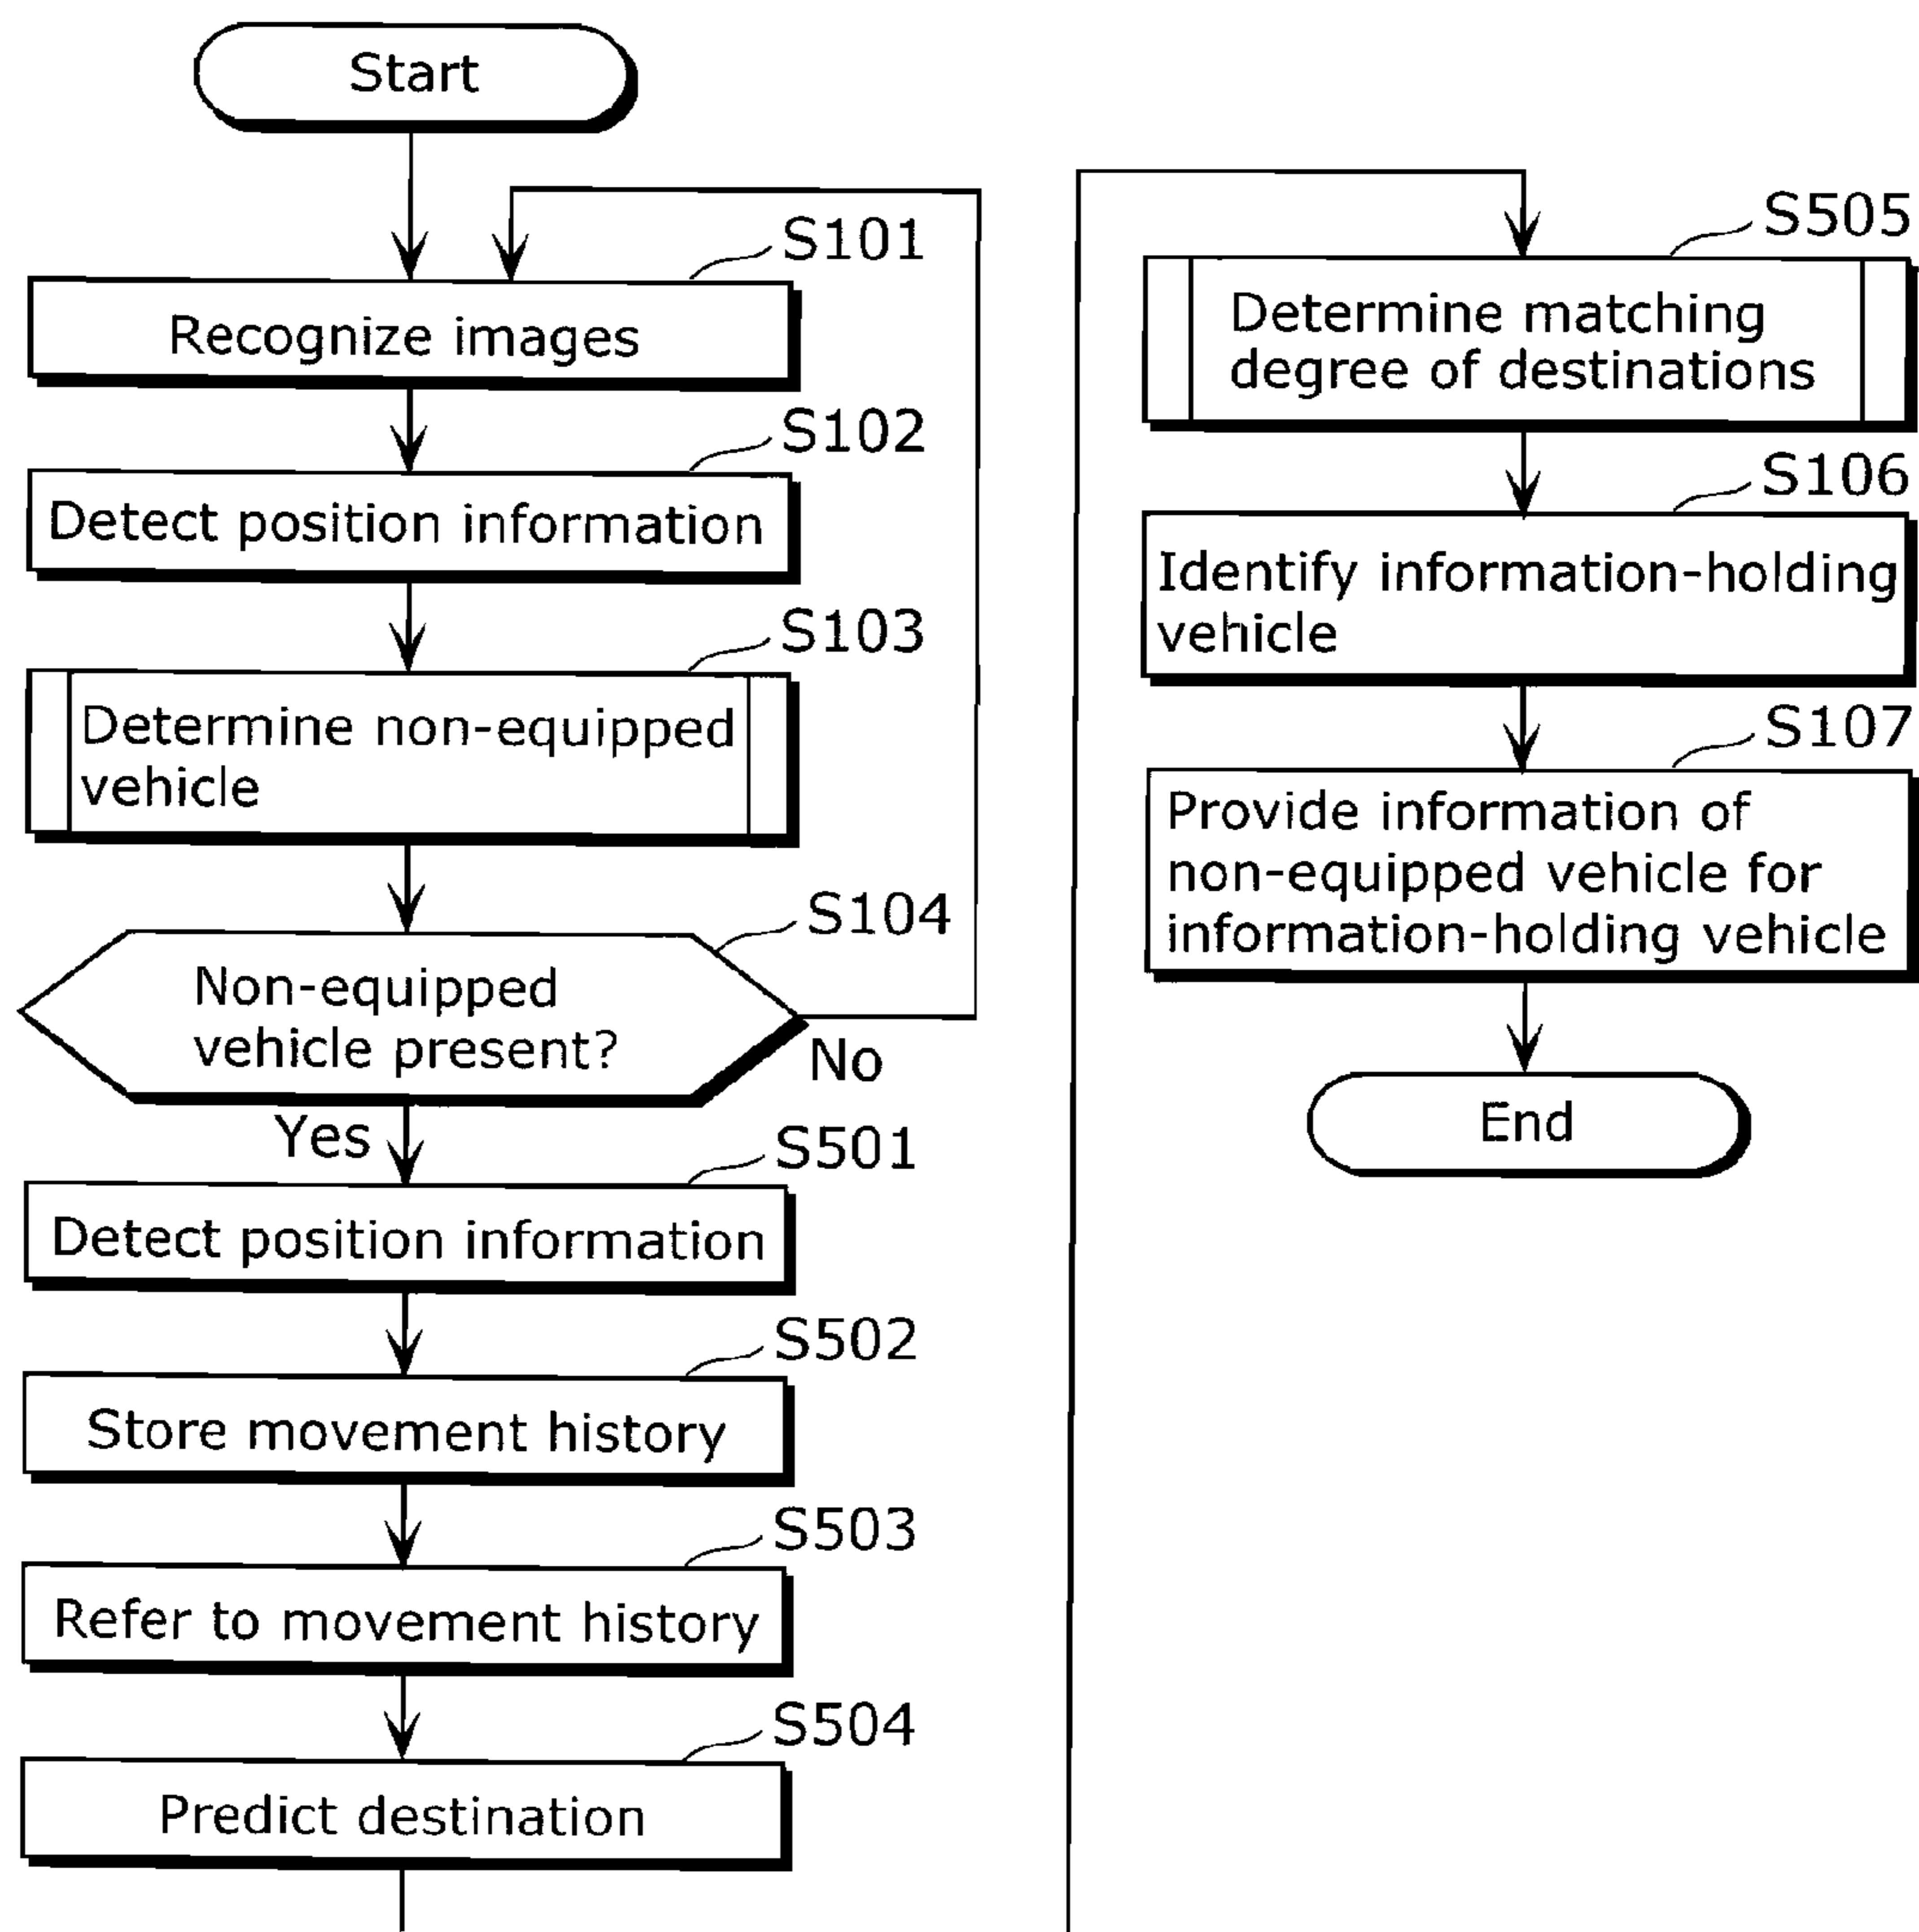 Start
S101
Recognize images
S102
Detect position information
S103
Determine non-equipped
vehicle
S104
Non-equipped
vehicle present?
No
Yes
S501
Detect position information
S502
Store movement history
S503
Refer to movement history
S504
Predict destination
S505
Determine matching
degree of destinations
S106
Identify information-holding
vehicle
S107
Provide information of
non-equipped vehicle for
information-holding vehicle
End